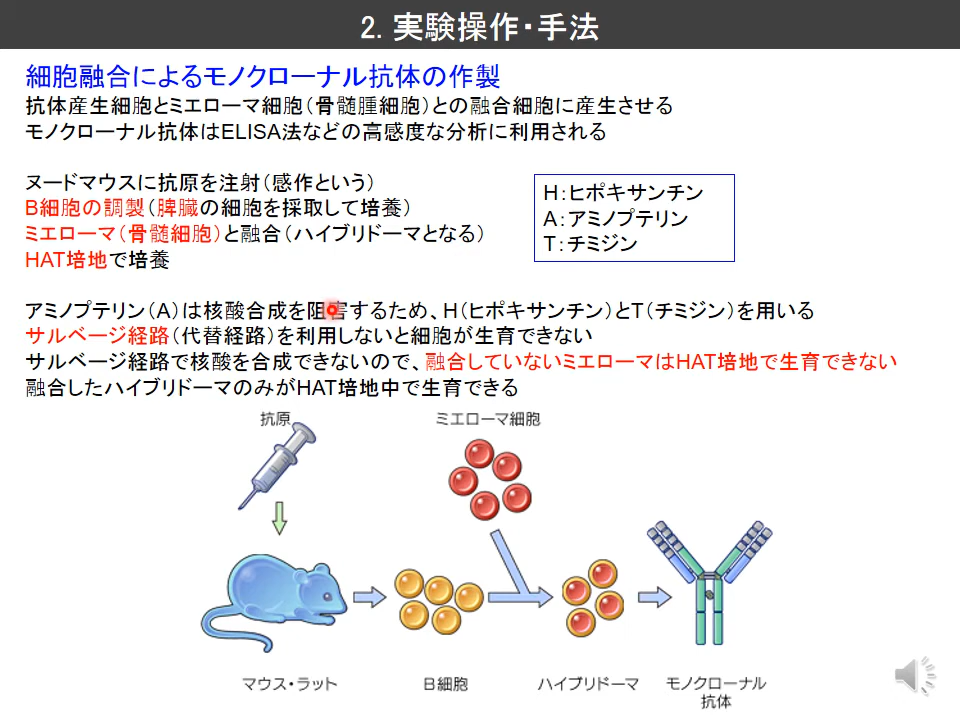 2. 実験操作・手法
細胞融合によるモノクローナル抗体の作製
抗体産生細胞とミエローマ細胞（骨髄腫細胞）との融合細胞に産生させる
モノクローナル抗体はELISA法などの高感度な分析に利用される
ヌードマウスに抗原を注射（感作という）
B細胞の調製（脾臓の細胞を採取して培養）
ミエローマ（骨髄細胞）と融合（ハイブリドーマとなる）
HAT培地で培養
H：ヒポキサンチン
A：アミノプテリン
T：チミジン
アミノプテリン（A）は核酸合成を阻害するため、H（ヒポキサンチン）とT（チミジン）を用いる
サルベージ経路（代替経路）を利用しないと細胞が生育できない
サルベージ経路で核酸を合成できないので、融合していないミエローマはHAT培地で生育できない
融合したハイブリドーマのみがHAT培地中で生育できる
抗原
ミエローマ細胞
マウス・ラット
B細胞
ハイブリドーマ
モノクローナル
抗体